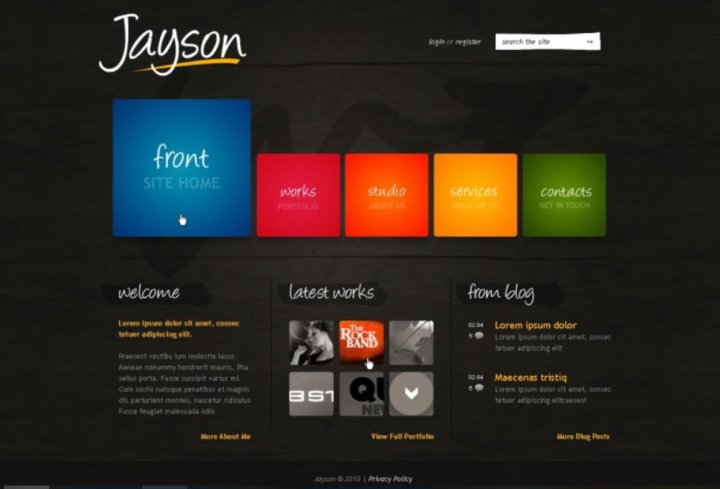 Jayson
login or register
search the site
front
SITE HOME
works
PORTFOLIO
studio
ABOUT US
services
WHAT WE DO
contacts
GET IN TOUCH
welcome
Lorem ipsum dolor sit amet, consec
tetuer adipiscing elit.
Praesent vestibu lum molestie lacus.
Aenean nonummy hendrerit mauris. Pha
sellus porta. Fusce suscipit varius mi.
Cum sociis natoque penatibus et magnis
dis parturient montes, nascetur ridiculus
Fusce feugiat malesuada odio
More About Me
latest works
THE
ROCK
BAND
BST
QU
NEV
View Full Portfolio
from blog
02.04
6
Lorem ipsum dolor
Lorem ipsum dolor sit amet, consec
tetuer adipiscing elit
02.04
5
Maecenas tristiq
Lorem ipsum dolor sit amet, consec
tetuer adipiscing elitraesent
More Blog Posts
Jayson © 2010 | Privacy Policy